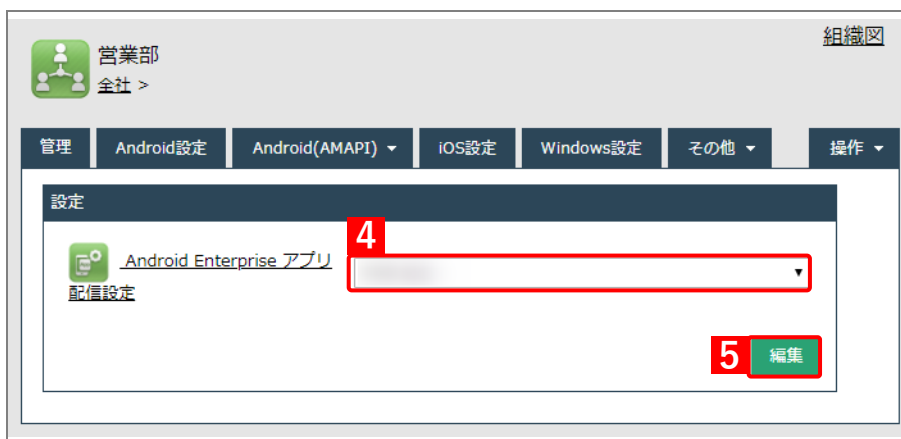 組織図
営業部
全社 >
管理 Android設定 Android(AMAPI) ▼ iOS設定 Windows設定 その他 ▼ 操作 ▼
設定
4
Android Enterprise アプリ
配信設定
5 編集